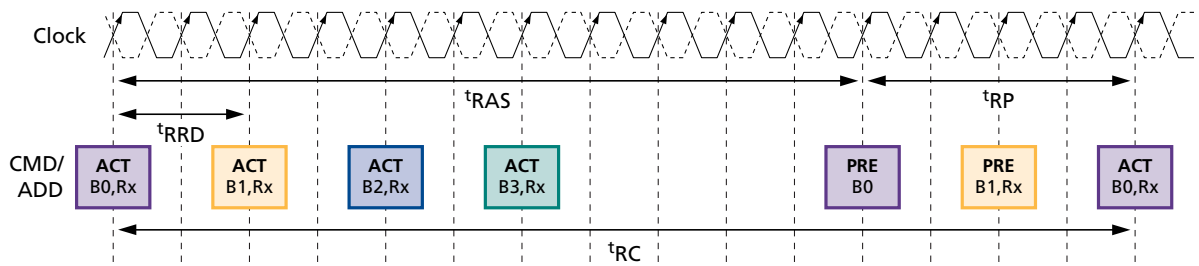 Clock
tRAS
tRP
tRRD
CMD/
ADD
ACT
B0,Rx
ACT
B1,Rx
ACT
B2,Rx
ACT
B3,Rx
PRE
B0
PRE
B1,Rx
ACT
B0,Rx
tRC